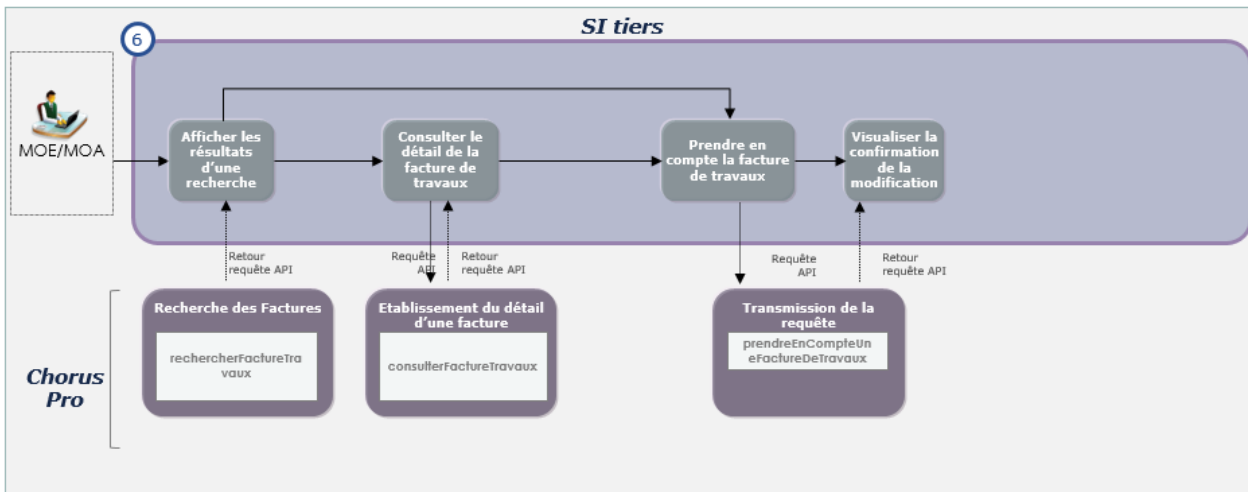 SI tiers
6
MOE/MOA
Afficher les
résultats
d'une
recherche
Consulter le
détail de la
facture de
travaux
Prendre en
compte la facture
de travaux
Visualiser la
confirmation
de la
modification
Retour
requête API
Requête
API
Retour
requête API
Requête
API
Retour
requête API
Chorus
Pro
Recherche des Factures
rechercherFactureTra
vaux
Etablissement du détail
d'une facture
consulterFactureTravaux
Transmission de la
requête
prendreEnCompteUn
eFactureDeTravaux